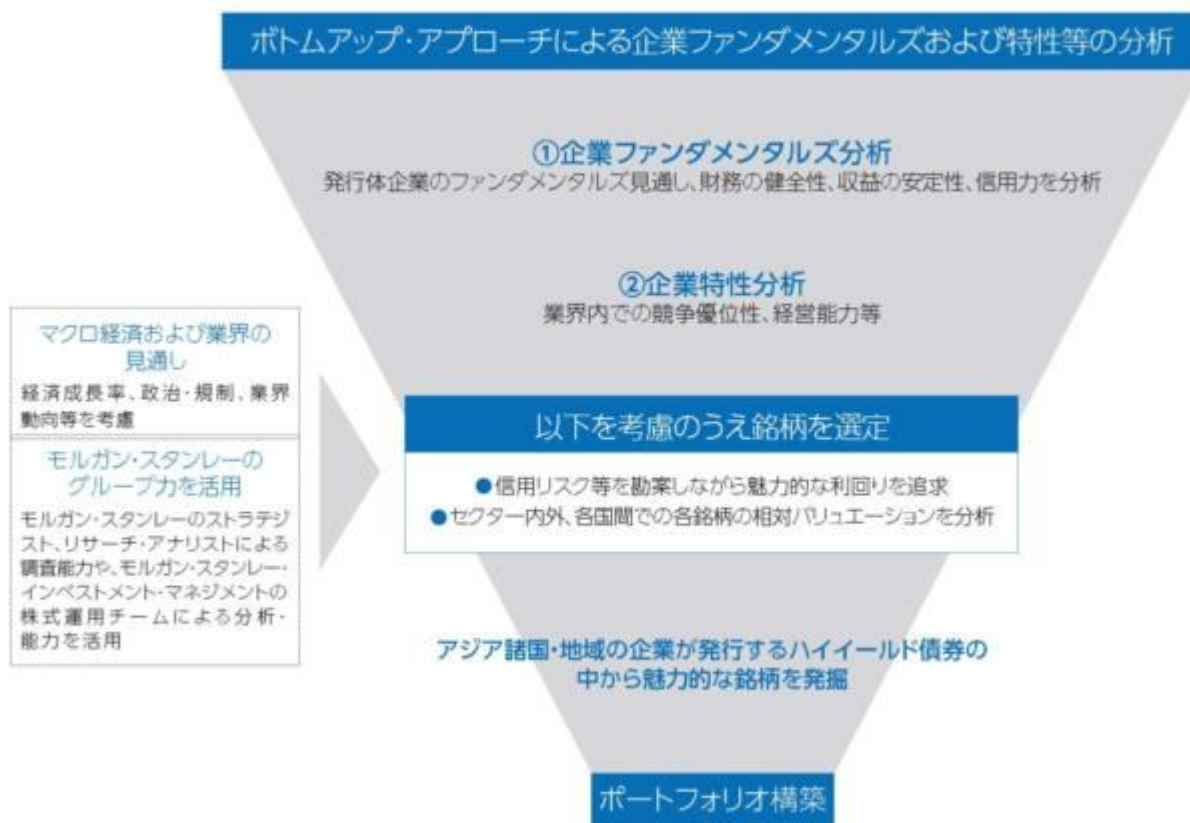 ボトムアップ・アプローチによる企業ファンダメンタルズおよび特性等の分析
①企業ファンダメンタルズ分析
発行体企業のファンダメンタルズ見通し、財務の健全性、収益の安定性、信用力を分析
②企業特性分析
業界内での競争優位性、経営能力等
マクロ経済および業界の
見通し
経済成長率、政治・規制、業界
動向等を考慮
モルガン・スタンレーの
グループ力を活用
モルガン・スタンレーのストラテジ
スト、リサーチ・アナリストによる
調査能力や、モルガン・スタンレー・
インベストメント・マネジメントの
株式運用チームによる分析・
能力を活用
以下を考慮のうえ銘柄を選定
●信用リスク等を勘案しながら魅力的な利回りを追求
●セクター内外、各国間での各銘柄の相対バリュエーションを分析
アジア諸国・地域の企業が発行するハイイールド債券の
中から魅力的な銘柄を発掘
ポートフォリオ構築